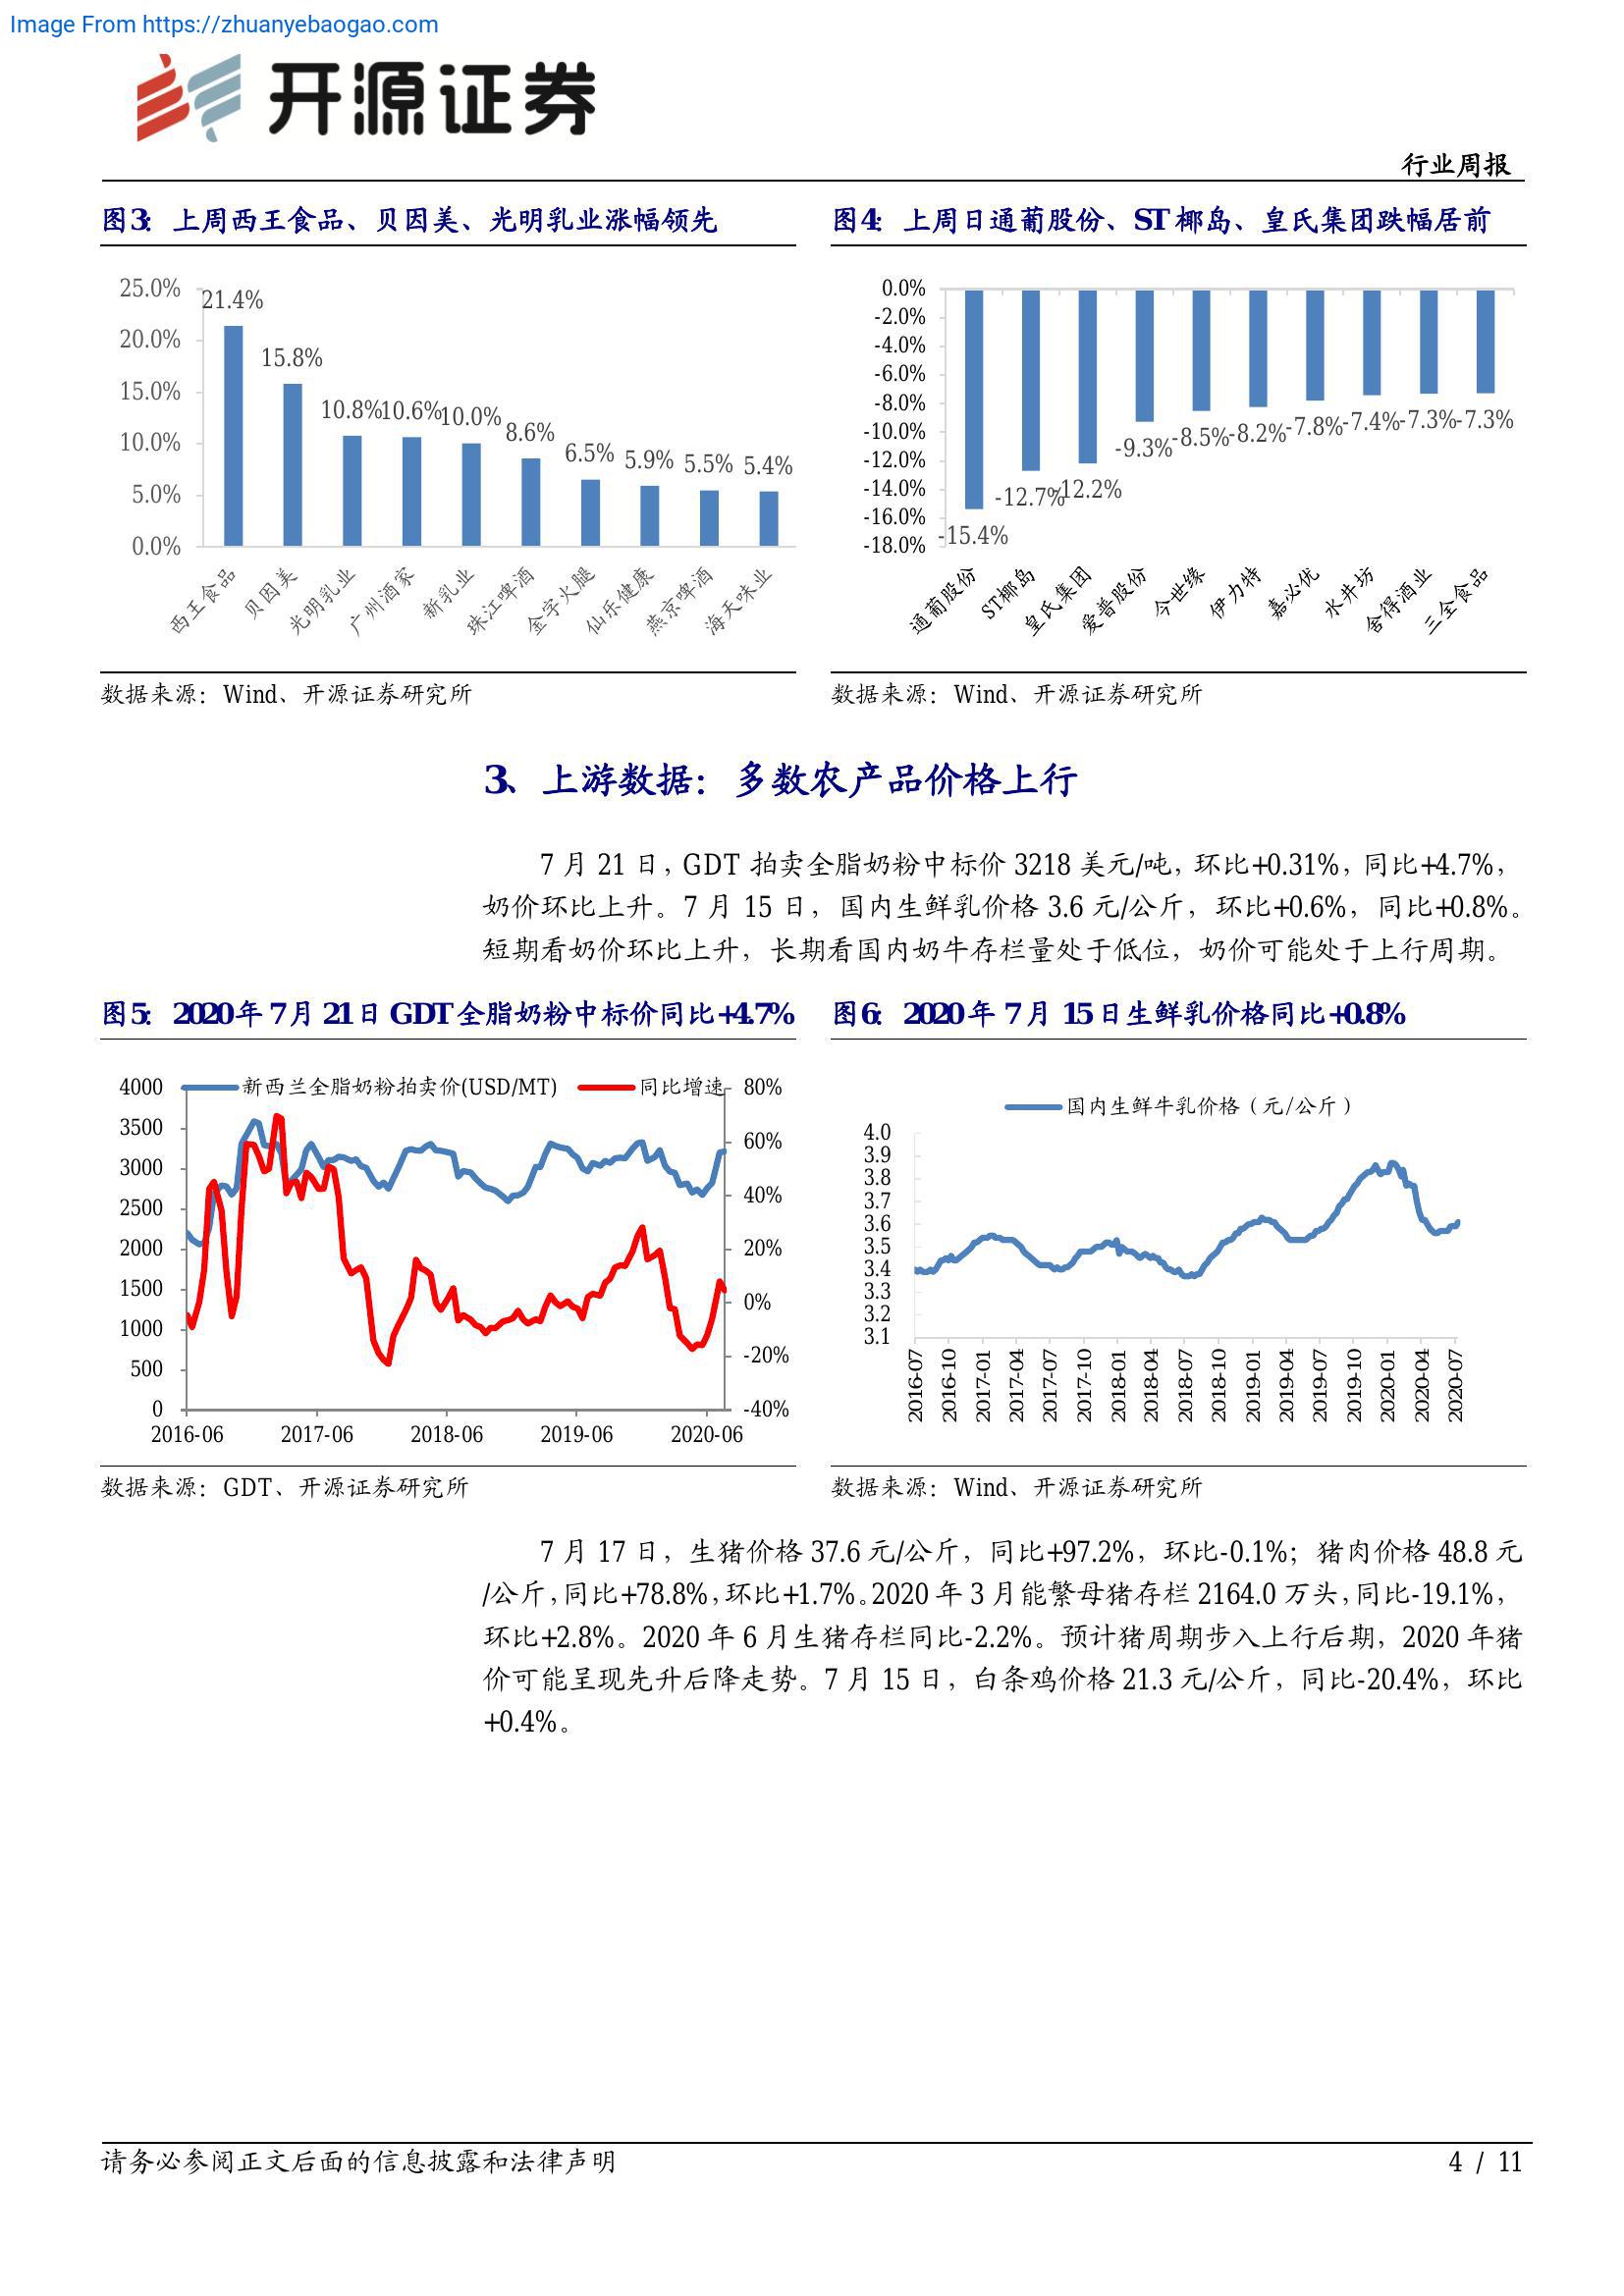 Image From https://zhuanyebaogao.com
开源证券
行业周报
图3： 上周西王食品、贝因美、光明乳业涨幅领先
25.0%
20.0%
15.0%
10.0%
5.0%
0.0%
21.4%
15.8%
10.8%
10.6%
10.0%
8.6%
6.5%
5.9%
5.5%
5.4%
西王食品
贝因美
光明乳业
广州酒家
新乳业
珠江啤酒
金字火腿
仙乐健康
燕京啤酒
海天味业
数据来源：Wind、开源证券研究所
图4： 上周日通葡股份、ST 椰岛、皇氏集团跌幅居前
0.0%
-2.0%
-4.0%
-6.0%
-8.0%
-10.0%
-12.0%
-14.0%
-16.0%
-18.0%
-15.4%
-12.7%
-12.2%
-9.3%
-8.5%
-8.2%
-7.8%
-7.4%
-7.3%
-7.3%
通葡股份
ST椰岛
皇氏集团
爱普股份
今世缘
伊力特
嘉必优
水井坊
舍得酒业
三全食品
数据来源：Wind、开源证券研究所
3、上游数据：多数农产品价格上行
7 月 21 日，GDT 拍卖全脂奶粉中标价 3218 美元/吨，环比+0.31%，同比+4.7%，
奶价环比上升。7 月 15 日，国内生鲜乳价格 3.6 元/公斤，环比+0.6%，同比+0.8%。
短期看奶价环比上升，长期看国内奶牛存栏量处于低位，奶价可能处于上行周期。
图5： 2020 年 7 月 21 日 GDT 全脂奶粉中标价同比+4.7%
新西兰全脂奶粉拍卖价(USD/MT)
同比增速
4000
3500
3000
2500
2000
1500
1000
500
0
80%
60%
40%
20%
0%
-20%
-40%
2016-06
2017-06
2018-06
2019-06
2020-06
数据来源：GDT、开源证券研究所
图6： 2020 年 7 月 15 日生鲜乳价格同比+0.8%
国内生鲜牛乳价格（元/公斤）
4.0
3.9
3.8
3.7
3.6
3.5
3.4
3.3
3.2
3.1
2016-07
2016-10
2017-01
2017-04
2017-07
2017-10
2018-01
2018-04
2018-07
2018-10
2019-01
2019-04
2019-07
2019-10
2020-01
2020-04
2020-07
数据来源：Wind、开源证券研究所
7 月 17 日，生猪价格 37.6 元/公斤，同比+97.2%，环比-0.1%；猪肉价格 48.8 元
/公斤，同比+78.8%，环比+1.7%。2020 年 3 月能繁母猪存栏 2164.0 万头，同比-19.1%，
环比+2.8%。2020 年 6 月生猪存栏同比-2.2%。预计猪周期步入上行后期，2020 年猪
价可能呈现先升后降走势。7 月 15 日，白条鸡价格 21.3 元/公斤，同比-20.4%，环比
+0.4%。
请务必参阅正文后面的信息披露和法律声明
4 / 11